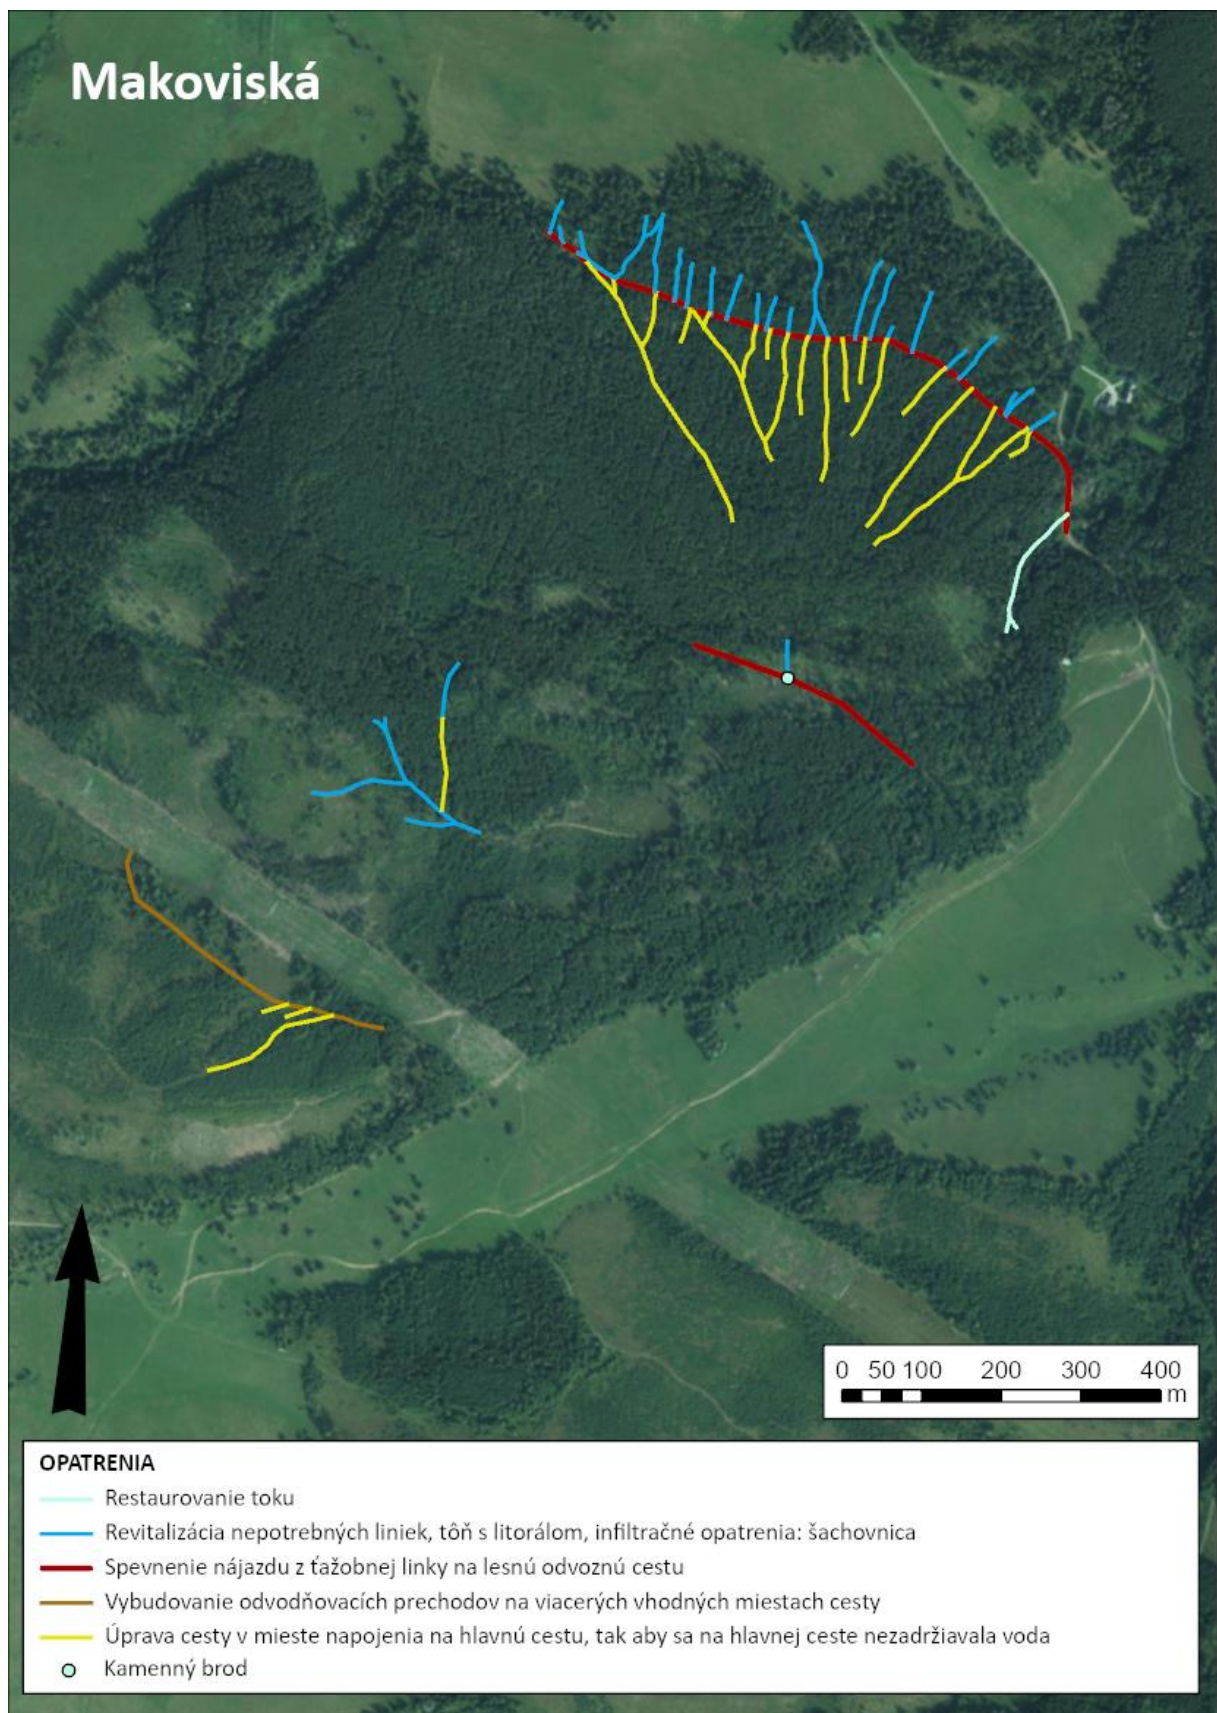 Makoviská
0 50 100 200 300 400
m
OPATRENIA
Restaurovanie toku
Revitalizácia nepotrebných liniek, tôň s litorálom, infiltračné opatrenia: šachovnica
Spevnenie nájazdu z ťažobnej linky na lesnú odvoznú cestu
Vybudovanie odvodňovacích prechodov na viacerých vhodných miestach cesty
Úprava cesty v mieste napojenia na hlavnú cestu, tak aby sa na hlavnej ceste nezadržiavala voda
Kamenný brod